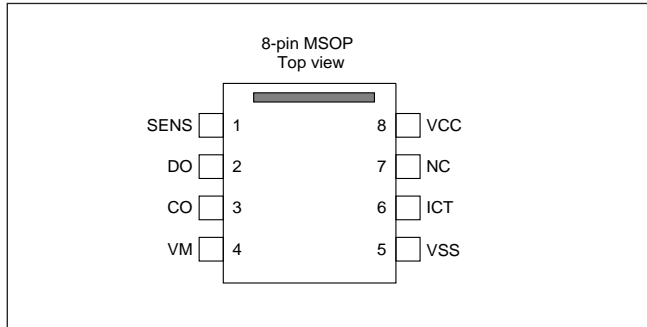 8-pin MSOP
Top view
SENS 1 8 VCC
DO 2 7 NC
CO 3 6 ICT
VM 4 5 VSS